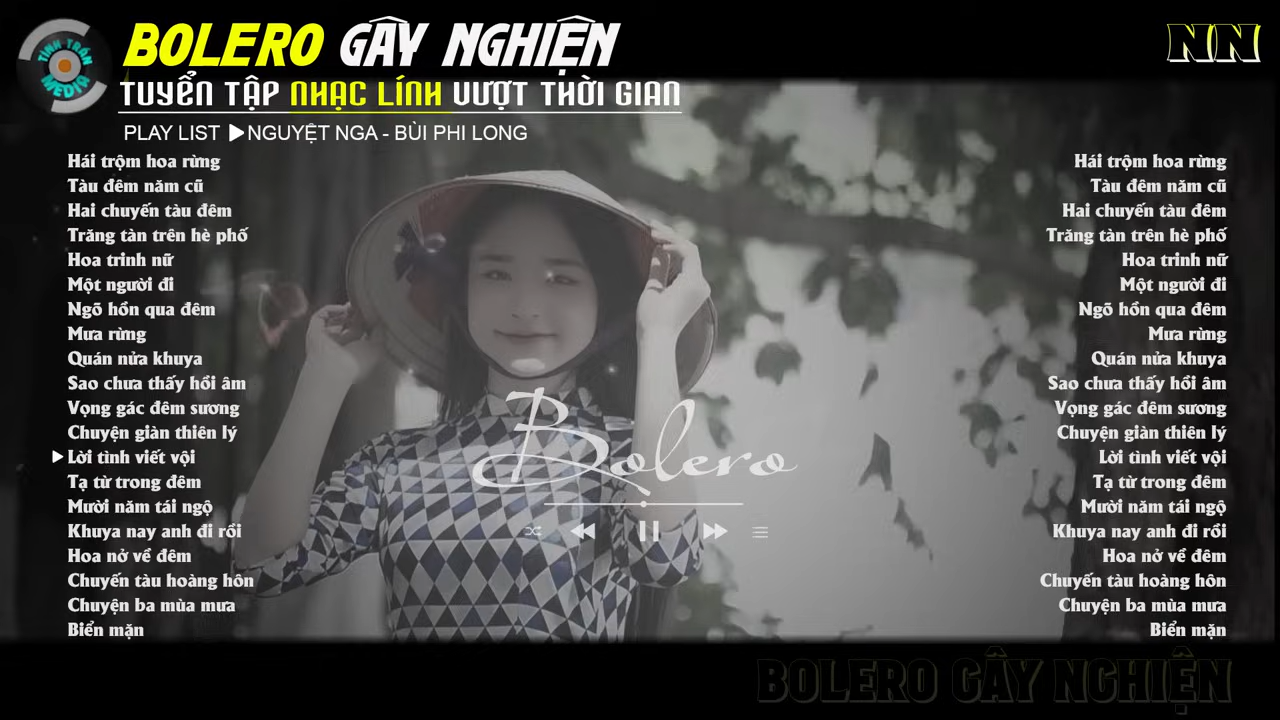 TÌNH TRẦN
MEDIA
BOLERO GÂY NGHIỆN
NN
TUYỂN TẬP NHẠC LÍNH VƯỢT THỜI GIAN
PLAY LIST NGUYỆT NGA - BÙI PHI LONG
Hái trộm hoa rừng
Tàu đêm năm cũ
Hai chuyến tàu đêm
Trăng tàn trên hè phố
Hoa trinh nữ
Một người đi
Ngõ hồn qua đêm
Mưa rừng
Quán nửa khuya
Sao chưa thấy hồi âm
Vọng gác đêm sương
Chuyện giàn thiên lý
Lời tình viết vội
Tạ từ trong đêm
Mười năm tái ngộ
Khuya nay anh đi rồi
Hoa nở về đêm
Chuyến tàu hoàng hôn
Chuyện ba mùa mưa
Biển mặn
Bolero
Hái trộm hoa rừng
Tàu đêm năm cũ
Hai chuyến tàu đêm
Trăng tàn trên hè phố
Hoa trinh nữ
Một người đi
Ngõ hồn qua đêm
Mưa rừng
Quán nửa khuya
Sao chưa thấy hồi âm
Vọng gác đêm sương
Chuyện giàn thiên lý
Lời tình viết vội
Tạ từ trong đêm
Mười năm tái ngộ
Khuya nay anh đi rồi
Hoa nở về đêm
Chuyến tàu hoàng hôn
Chuyện ba mùa mưa
Biển mặn
BOLERO GÂY NGHIỆN